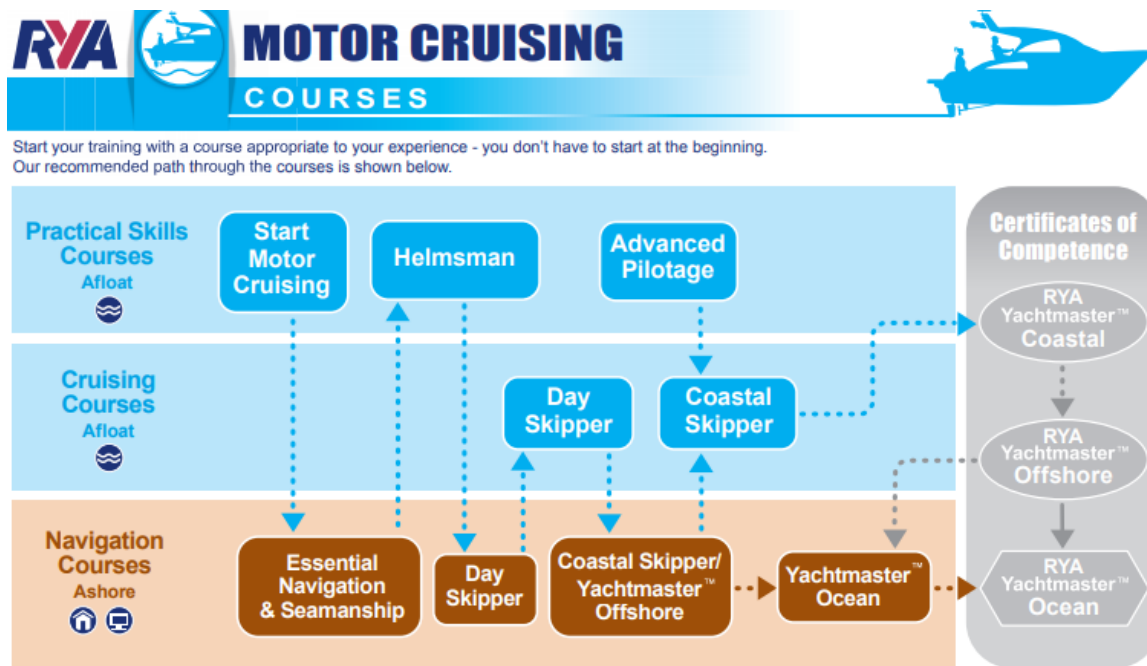 RYA
MOTOR CRUISING
COURSES
Start your training with a course appropriate to your experience - you don't have to start at the beginning.
Our recommended path through the courses is shown below.
Practical Skills
Courses
Afloat
Start
Motor
Cruising
Helmsman
Advanced
Pilotage
Certificates of
Competence
RYA
Yachtmaster™
Coastal
Cruising
Courses
Afloat
Day
Skipper
Coastal
Skipper
RYA
Yachtmaster™
Offshore
Navigation
Courses
Ashore
Essential
Navigation
& Seamanship
Day
Skipper
Coastal Skipper/
Yachtmaster™
Offshore
Yachtmaster™
Ocean
RYA
Yachtmaster™
Ocean